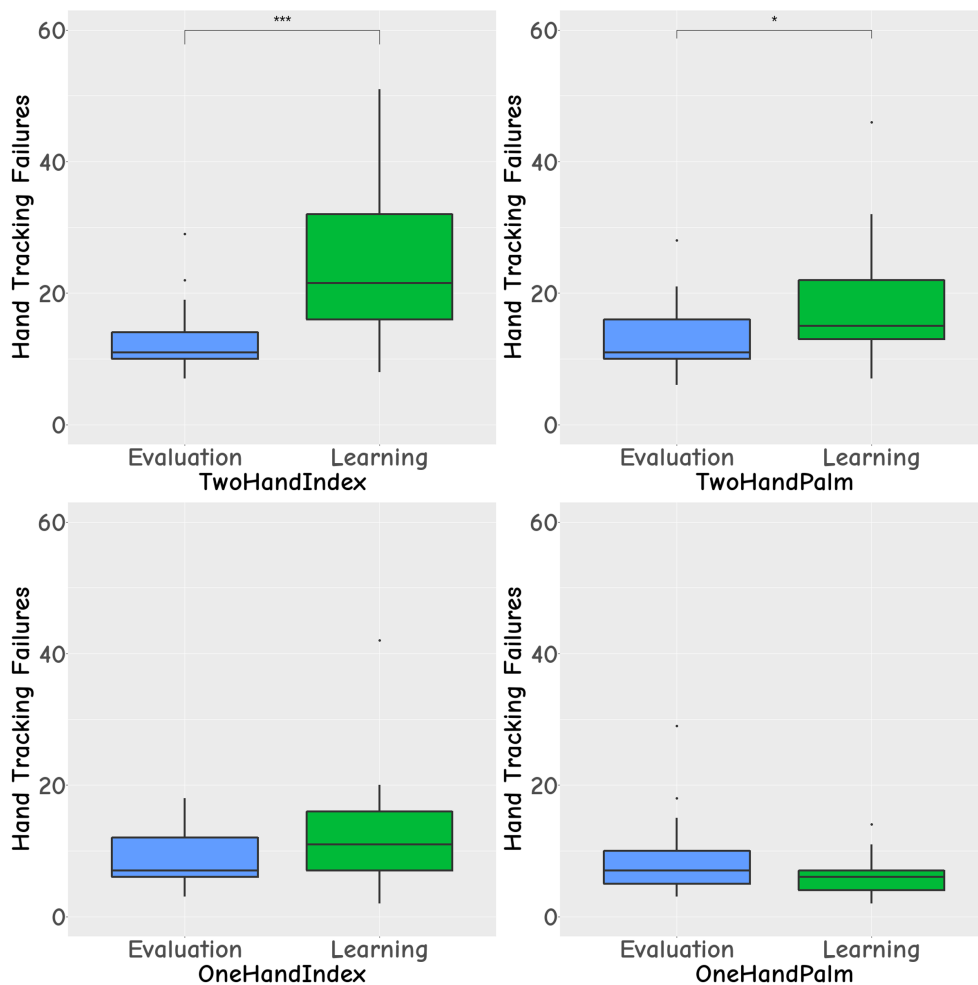 ***
60
40
20
0
Hand Tracking Failures
Evaluation Learning
TwoHandIndex
*
60
40
20
0
Hand Tracking Failures
Evaluation Learning
TwoHandPalm
60
40
20
0
Hand Tracking Failures
Evaluation Learning
OneHandIndex
60
40
20
0
Hand Tracking Failures
Evaluation Learning
OneHandPalm